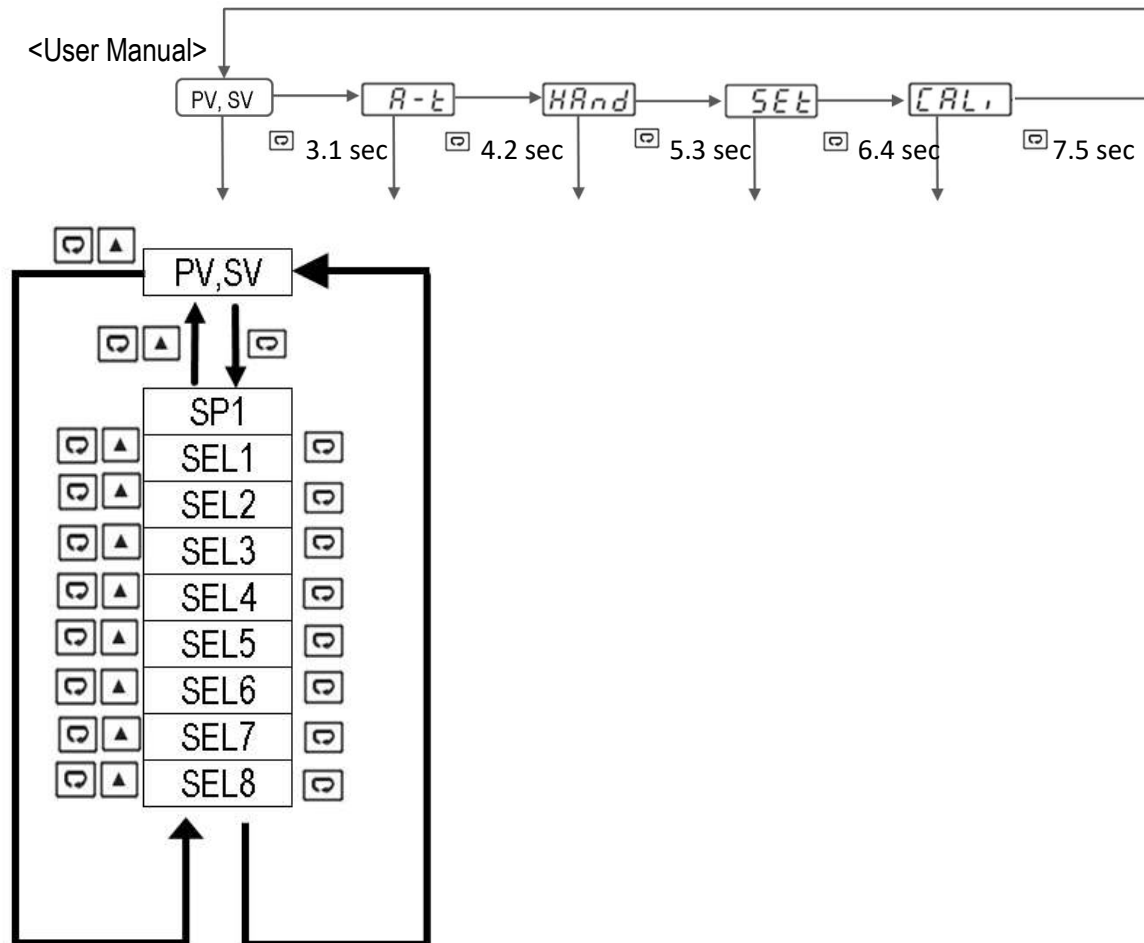 <User Manual>
PV, SV
A-t
HAnd
SEt
CALi
3.1 sec
4.2 sec
5.3 sec
6.4 sec
7.5 sec
PV,SV
SP1
SEL1
SEL2
SEL3
SEL4
SEL5
SEL6
SEL7
SEL8